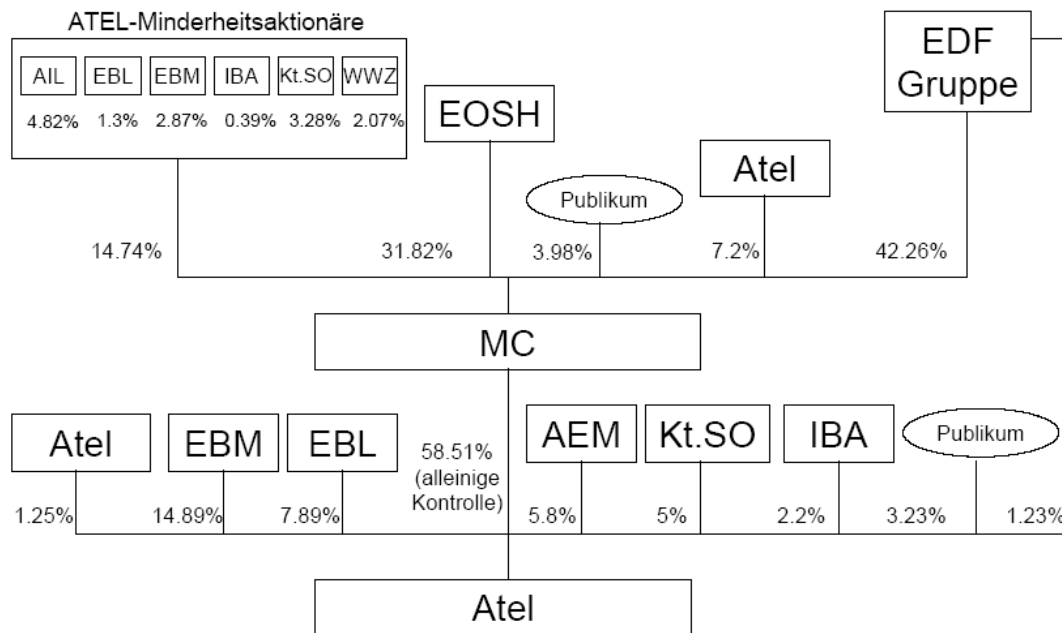 ATEL-Minderheitsaktionäre
AIL EBL EBM IBA Kt.SO WWZ
4.82% 1.3% 2.87% 0.39% 3.28% 2.07%
EOSH
Publikum
Atel
EDF
Gruppe
14.74% 31.82% 3.98% 7.2% 42.26%
MC
Atel EBM EBL
58.51%
(alleinige
Kontrolle)
AEM Kt.SO IBA Publikum
1.25% 14.89% 7.89% 5.8% 5% 2.2% 3.23% 1.23%
Atel